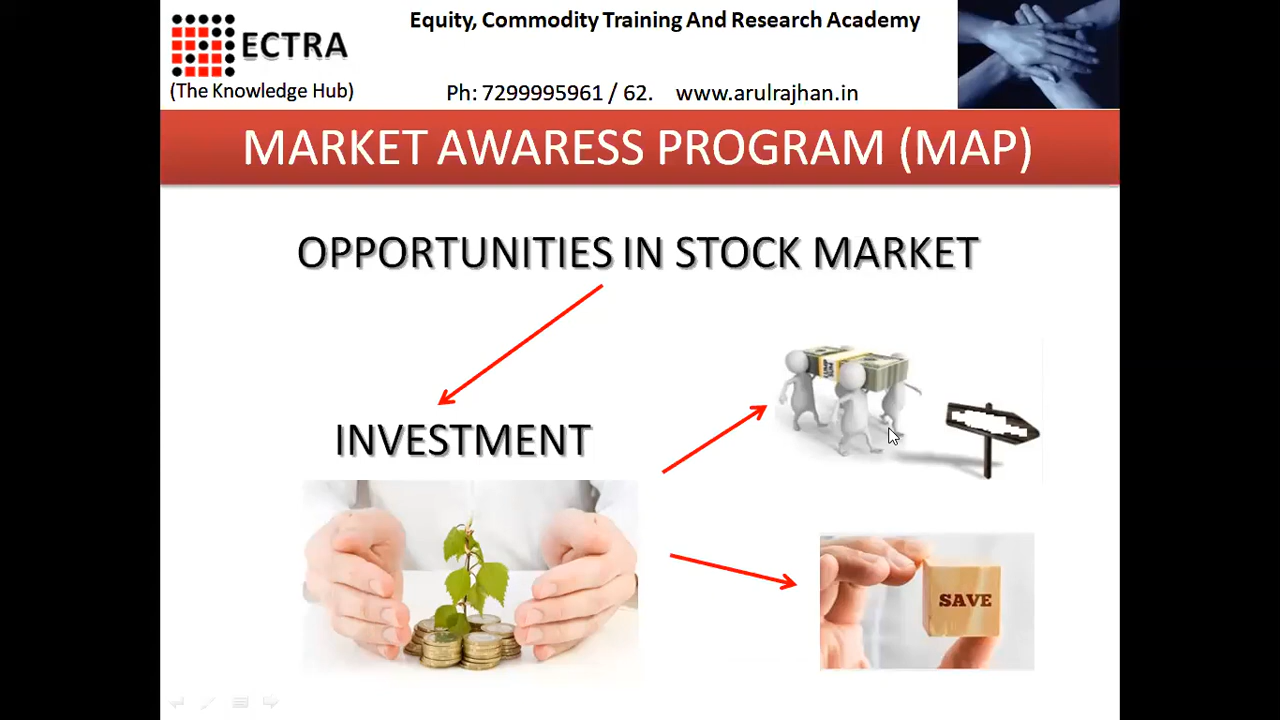 Equity, Commodity Training And Research Academy
ECTRA
(The Knowledge Hub)
Ph: 7299995961 / 62. www.arulrajhan.in
MARKET AWARESS PROGRAM (MAP)
OPPORTUNITIES IN STOCK MARKET
INVESTMENT
SAVE